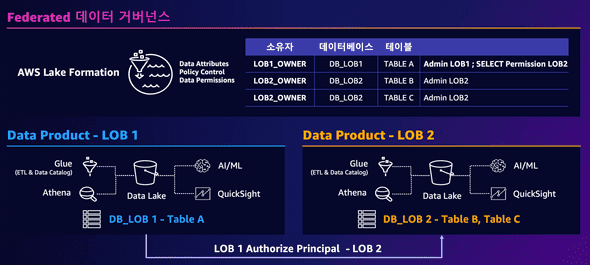 Federated 데이터 거버넌스
AWS Lake Formation
Data Attributes
Policy Control
Data Permissions
소유자 데이터베이스 테이블
LOB1_OWNER DB_LOB1 TABLE A Admin LOB1 ; SELECT Permission LOB2
LOB2_OWNER DB_LOB2 TABLE B Admin LOB2
LOB2_OWNER DB_LOB2 TABLE C Admin LOB2
Data Product - LOB 1
Glue
(ETL & Data Catalog)
AI/ML
Athena
Data Lake
QuickSight
DB_LOB 1 - Table A
Data Product - LOB 2
Glue
(ETL & Data Catalog)
AI/ML
Athena
Data Lake
QuickSight
DB_LOB 2 - Table B, Table C
LOB 1 Authorize Principal - LOB 2